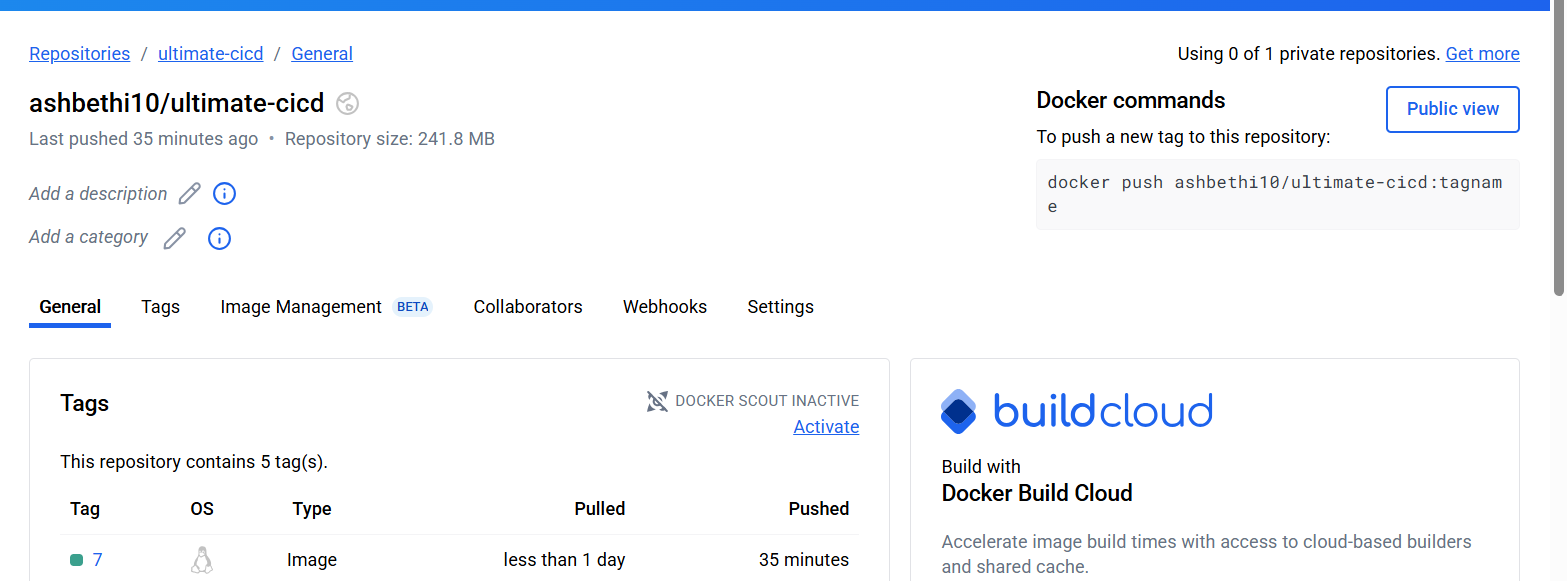 Repositories / ultimate-cicd / General
Using 0 of 1 private repositories. Get more
ashbethi10/ultimate-cicd
Last pushed 35 minutes ago • Repository size: 241.8 MB
Add a description
Add a category
Docker commands
Public view
To push a new tag to this repository:
docker push ashbethi10/ultimate-cicd:tagnam
e
General Tags Image Management BETA Collaborators Webhooks Settings
Tags
DOCKER SCOUT INACTIVE
Activate
This repository contains 5 tag(s).
Tag OS Type Pulled Pushed
7 Image less than 1 day 35 minutes
buildcloud
Build with
Docker Build Cloud
Accelerate image build times with access to cloud-based builders
and shared cache.